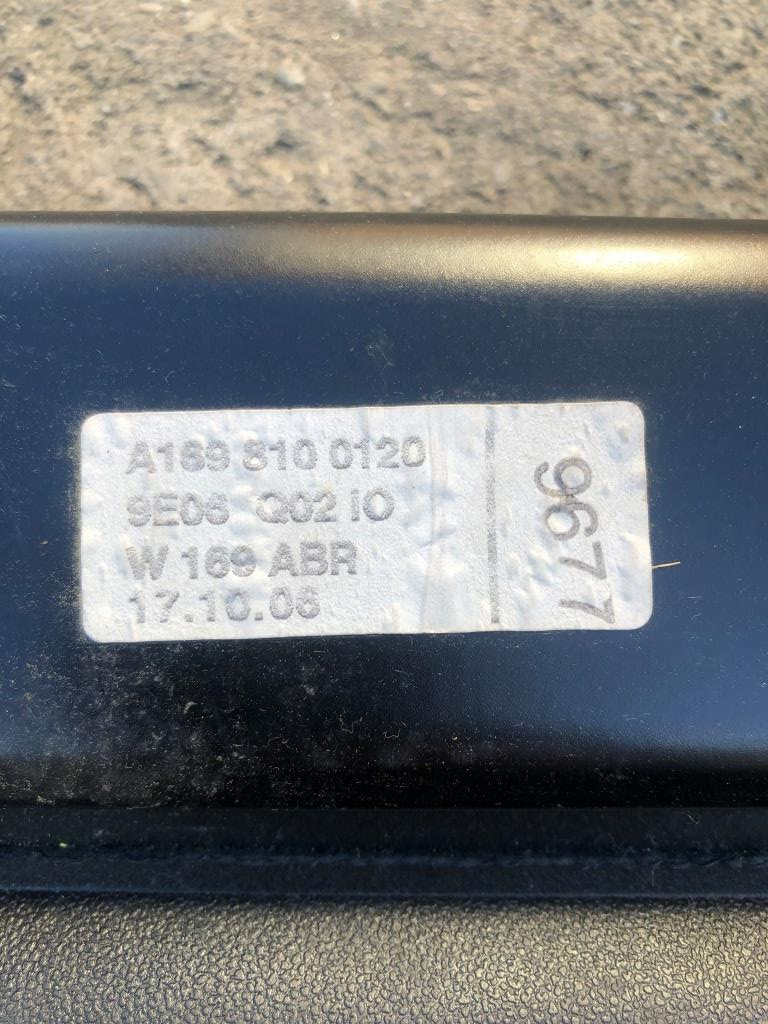 A169 810 0120
9E06 Q02 IO
W 169 ABR
17.10.06
9677